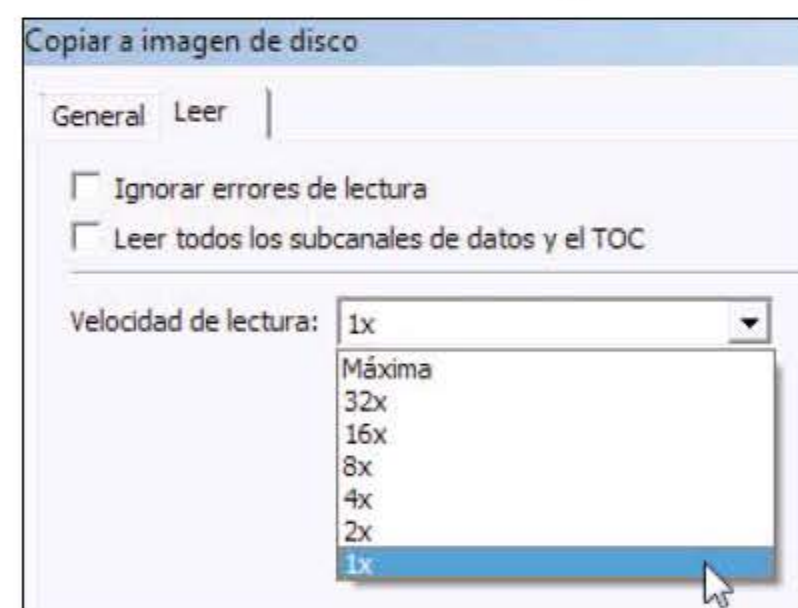 Copiar a imagen de disco
General Leer
Ignorar errores de lectura
Leer todos los subcanales de datos y el TOC
Velocidad de lectura: 1x
Máxima
32x
16x
8x
4x
2x
1x